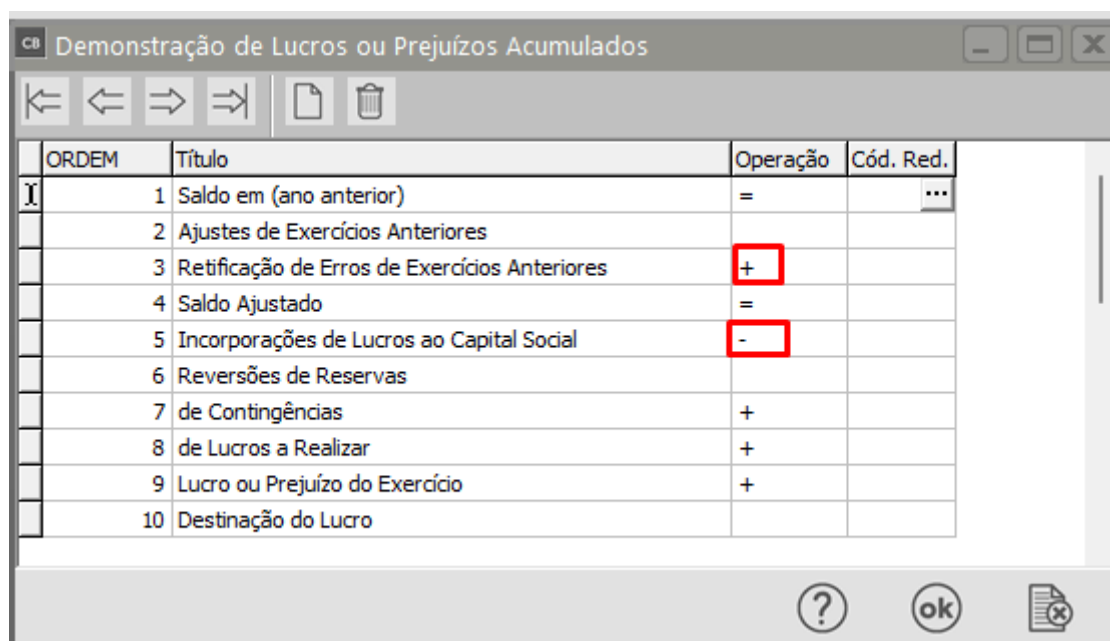 CB Demonstração de Lucros ou Prejuízos Acumulados
ORDEM Título Operação Cód. Red.
1 Saldo em (ano anterior) = ...
2 Ajustes de Exercícios Anteriores
3 Retificação de Erros de Exercícios Anteriores +
4 Saldo Ajustado =
5 Incorporações de Lucros ao Capital Social -
6 Reversões de Reservas
7 de Contingências +
8 de Lucros a Realizar +
9 Lucro ou Prejuízo do Exercício +
10 Destinação do Lucro
? ok